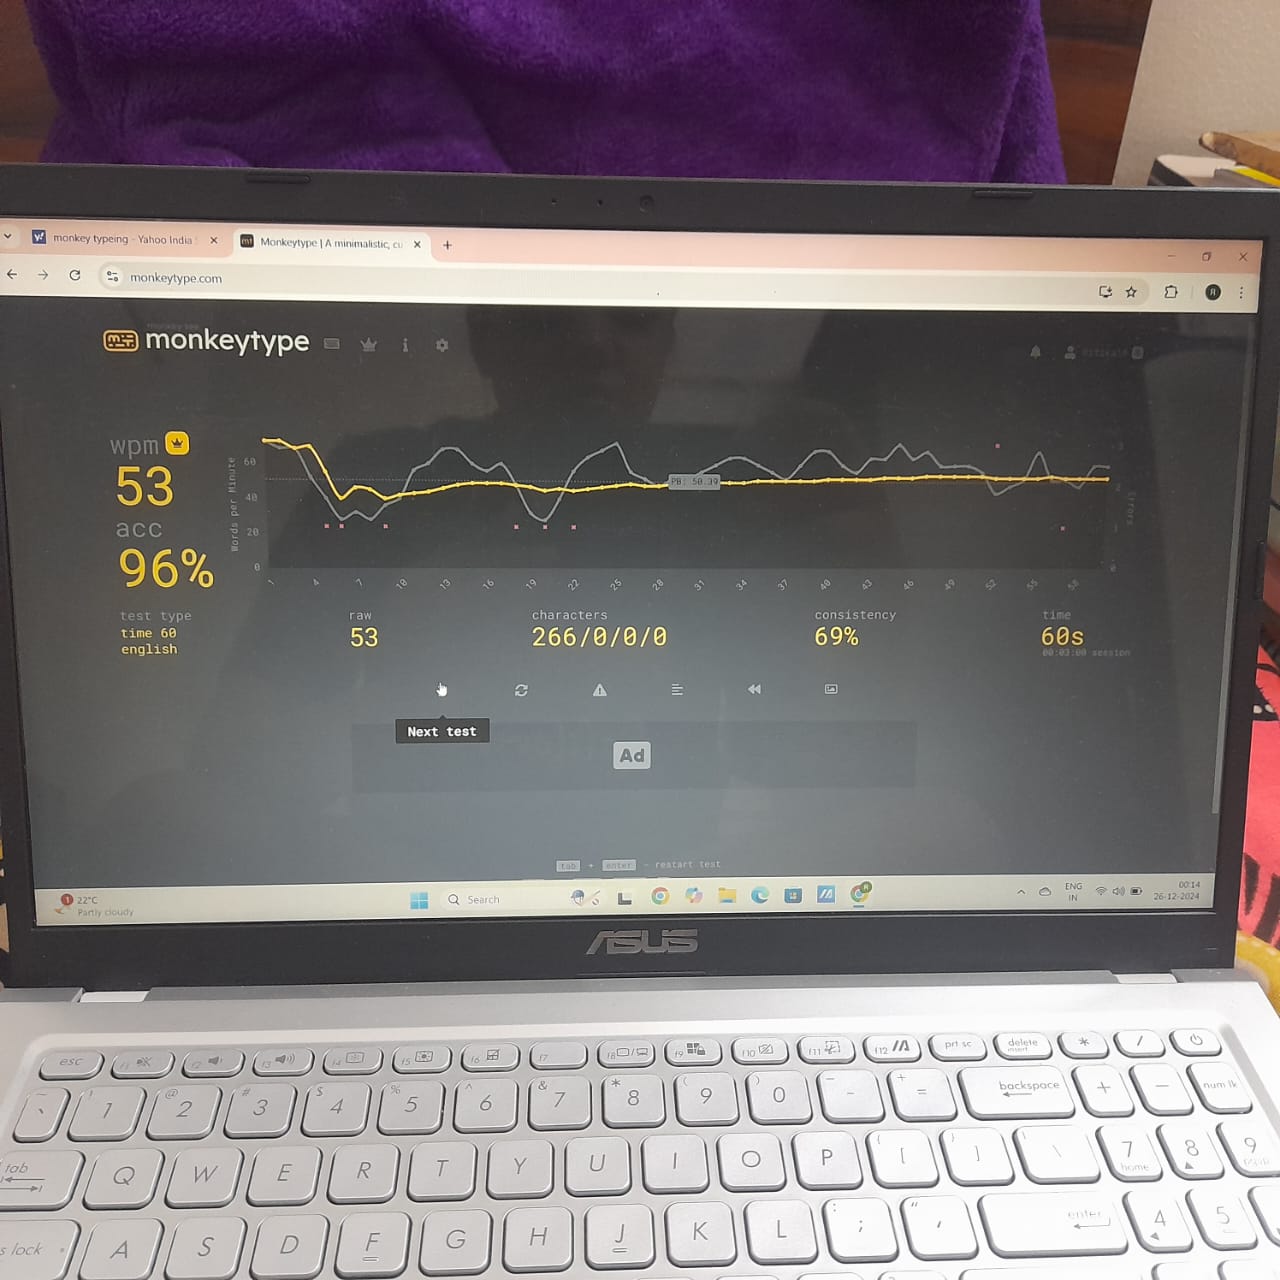 monkey typeing - Yahoo India
Monkeytype | A minimalistic, cu
monkeytype.com
monkeytype
wpm
53
acc
96%
test type
time 60
english
Words per Minute
60
40
20
0
PB: 50.39
Errors
1 4 7 10 13 16 19 22 25 28 31 34 37 40 43 46 49 52 55 58
raw
53
characters
266/0/0/0
consistency
69%
time
60s
00:03:00 session
Next test
Ad
tab + enter - restart test
1
22°C
Partly cloudy
Search
ENG
IN
00:14
26-12-2024
ASUS
esc f1 f2 f3 f4 f5 f6 f7 f8 f9 f10 f11 f12 prt sc delete insert * /
~ ` ! 1 @ 2 # 3 $ 4 % 5 ^ 6 & 7 * 8 ( 9 ) 0 _ - + = backspace + - num lk
tab Q W E R T Y U I O P { [ } ] | \ 7 home 8 9 pgup
s lock A S D F G H J K L : ; " ' enter 4 5